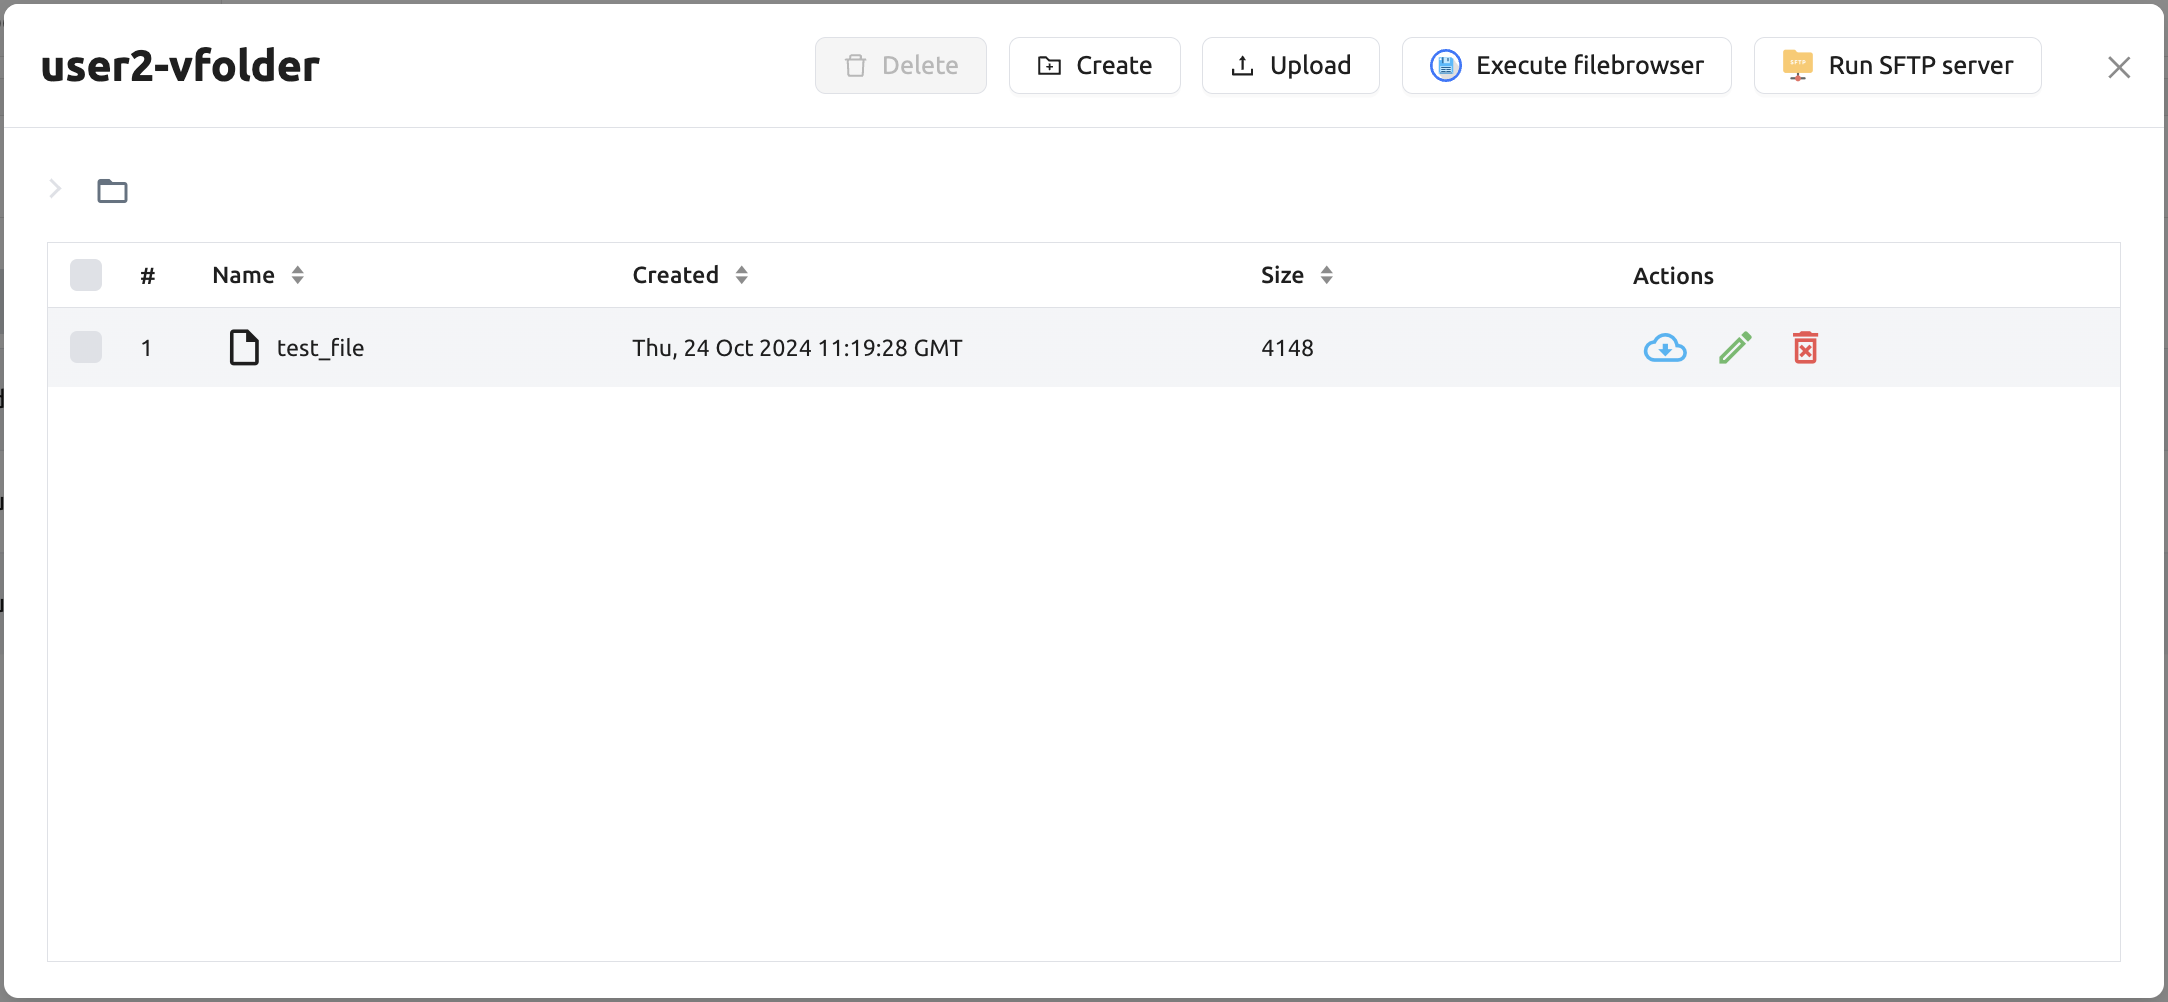 user2-vfolder
Delete
Create
Upload
Execute filebrowser
SFTP
Run SFTP server
# Name Created Size Actions
1 test_file Thu, 24 Oct 2024 11:19:28 GMT 4148